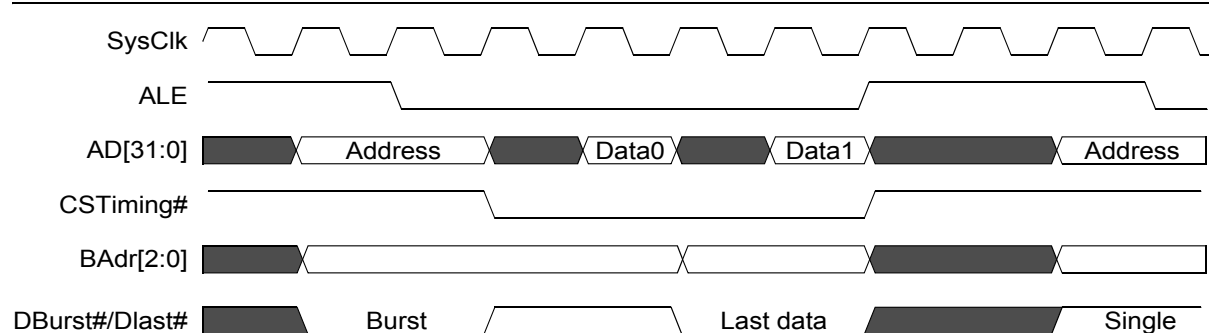 SysClk
ALE
AD[31:0] Address Data0 Data1 Address
CSTiming#
BAdr[2:0]
DBurst#/Dlast# Burst Last data Single